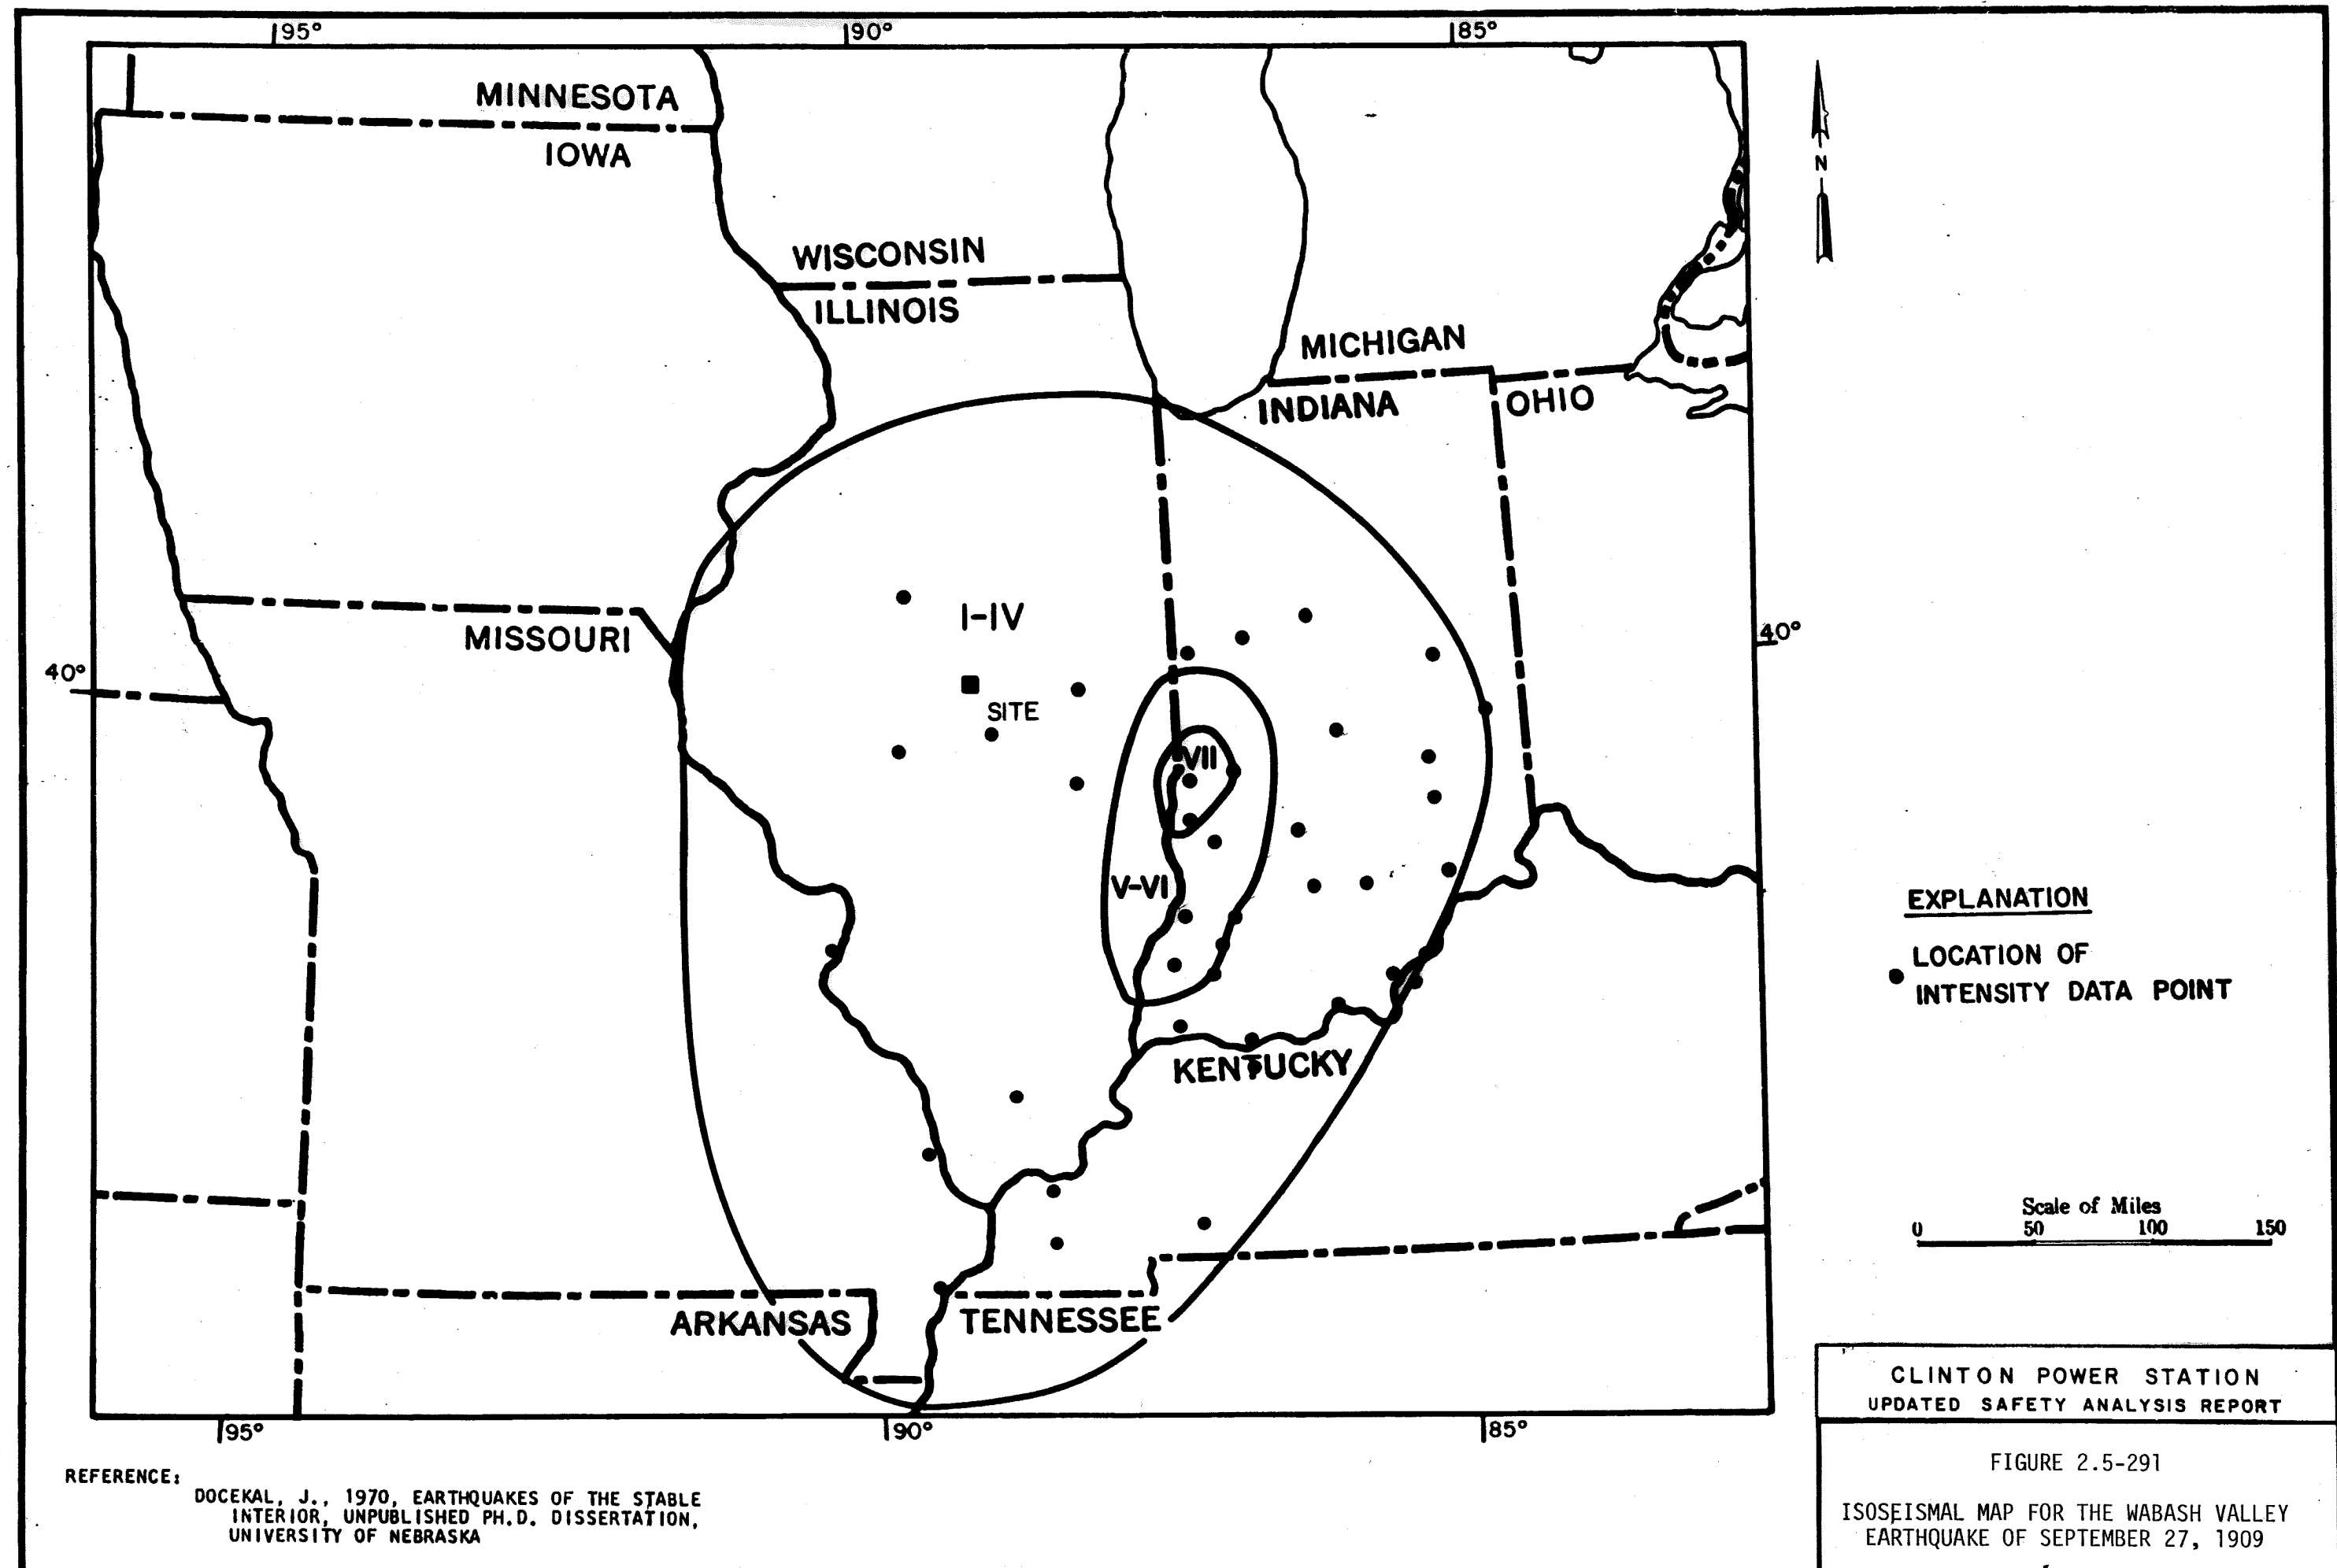 95°
90°
85°
MINNESOTA
IOWA
N
WISCONSIN
ILLINOIS
MICHIGAN
INDIANA
OHIO
I-IV
MISSOURI
40°
40°
SITE
VII
V-VI
EXPLANATION
LOCATION OF
INTENSITY DATA POINT
KENTUCKY
Scale of Miles
0 50 100 150
ARKANSAS
TENNESSEE
95°
90°
85°
CLINTON POWER STATION
UPDATED SAFETY ANALYSIS REPORT
FIGURE 2.5-291
ISOSEISMAL MAP FOR THE WABASH VALLEY
EARTHQUAKE OF SEPTEMBER 27, 1909
REFERENCE:
DOCEKAL, J., 1970, EARTHQUAKES OF THE STABLE
INTERIOR, UNPUBLISHED PH.D. DISSERTATION,
UNIVERSITY OF NEBRASKA